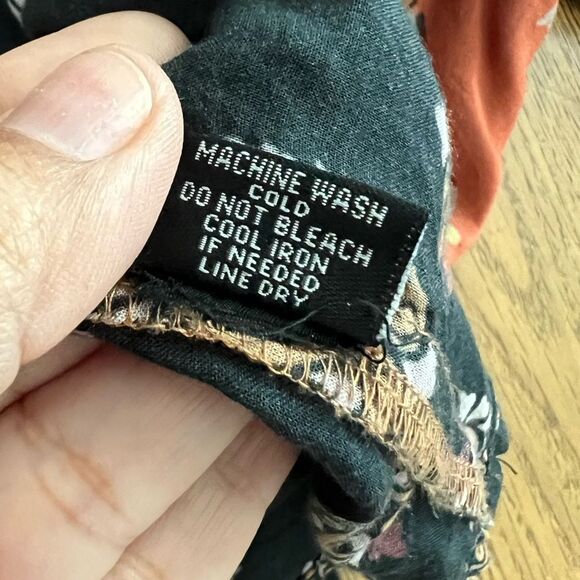 MACHINE WASH
COLD
DO NOT BLEACH
COOL IRON
IF NEEDED
LINE DRY